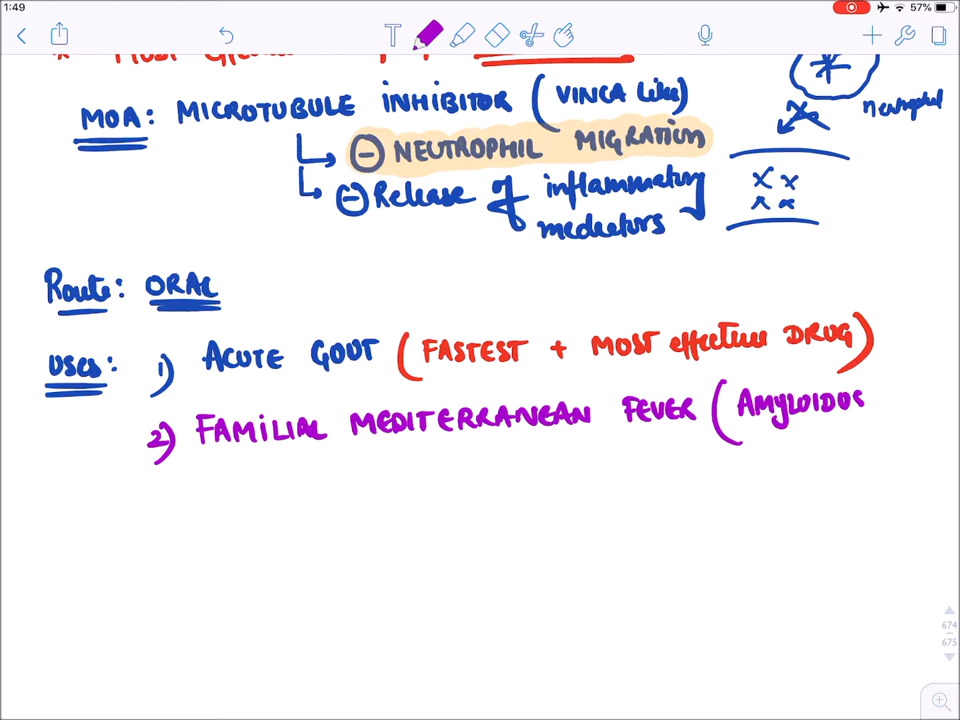 1:49
57%
T
MOA: MICROTUBULE INHIBITOR (VINCA like)
⊖ NEUTROPHIL MIGRATION
⊖ Release of inflammatory
mediators
neutrophil
x x
x x
Route: ORAL
Uses: 1) ACUTE GOUT (FASTEST + MOST effective DRUG)
2) FAMILIAL MEDITERRANEAN FEVER (AMYLOIDOS
674
675